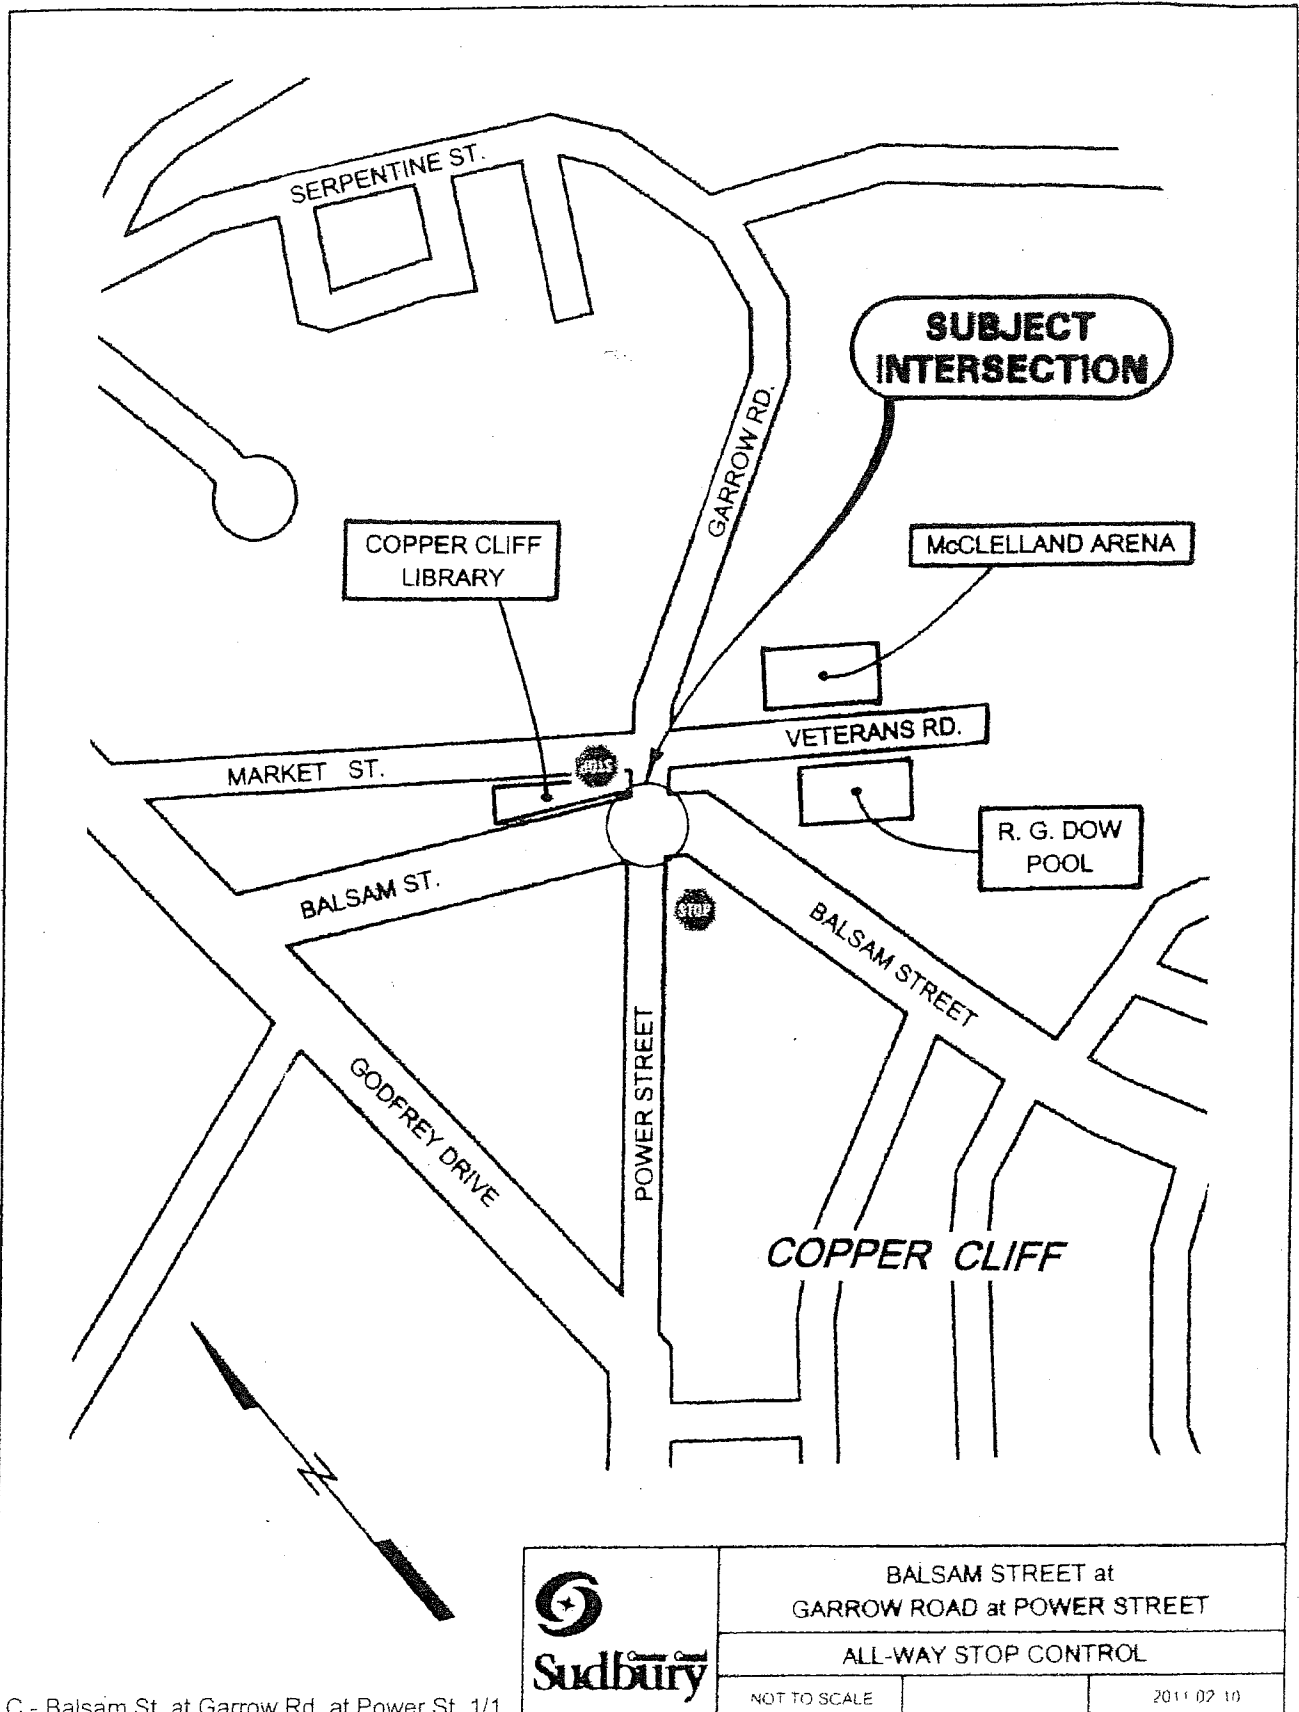 SERPENTINE ST.
SUBJECT
INTERSECTION
GARROW RD.
COPPER CLIFF
LIBRARY
McCLELLAND ARENA
VETERANS RD.
MARKET ST.
STOP
R. G. DOW
POOL
BALSAM ST.
STOP
BALSAM STREET
POWER STREET
GODFREY DRIVE
COPPER CLIFF
N
BALSAM STREET at
GARROW ROAD at POWER STREET
Sudbury
ALL-WAY STOP CONTROL
NOT TO SCALE
2011 02 10
C - Balsam St. at Garrow Rd. at Power St. 1/1